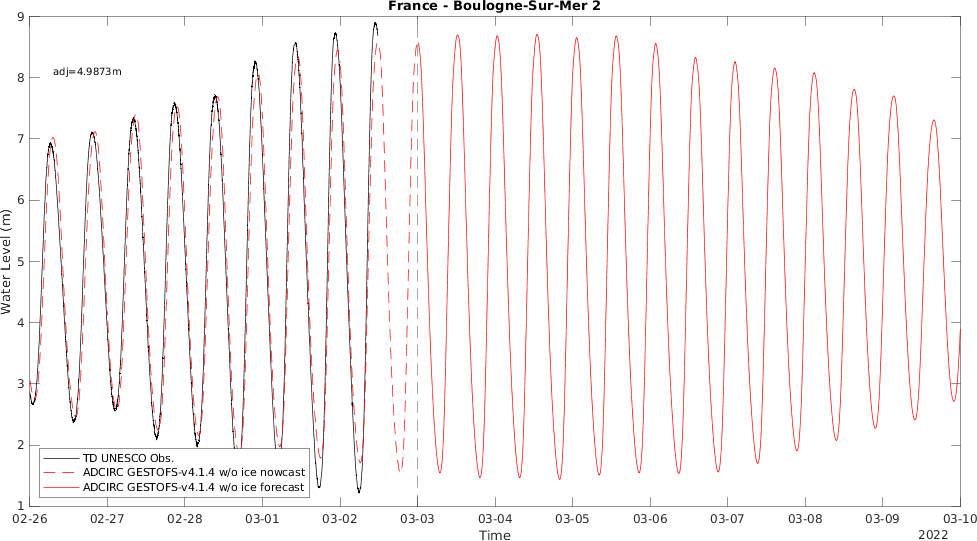 France - Boulogne-Sur-Mer 2
9
8
7
6
5
4
3
2
1
Water Level (m)
adj=4.9873m
TD UNESCO Obs.
ADCIRC GESTOFS-v4.1.4 w/o ice nowcast
ADCIRC GESTOFS-v4.1.4 w/o ice forecast
02-26 02-27 02-28 03-01 03-02 03-03 03-04 03-05 03-06 03-07 03-08 03-09 03-10
Time
2022